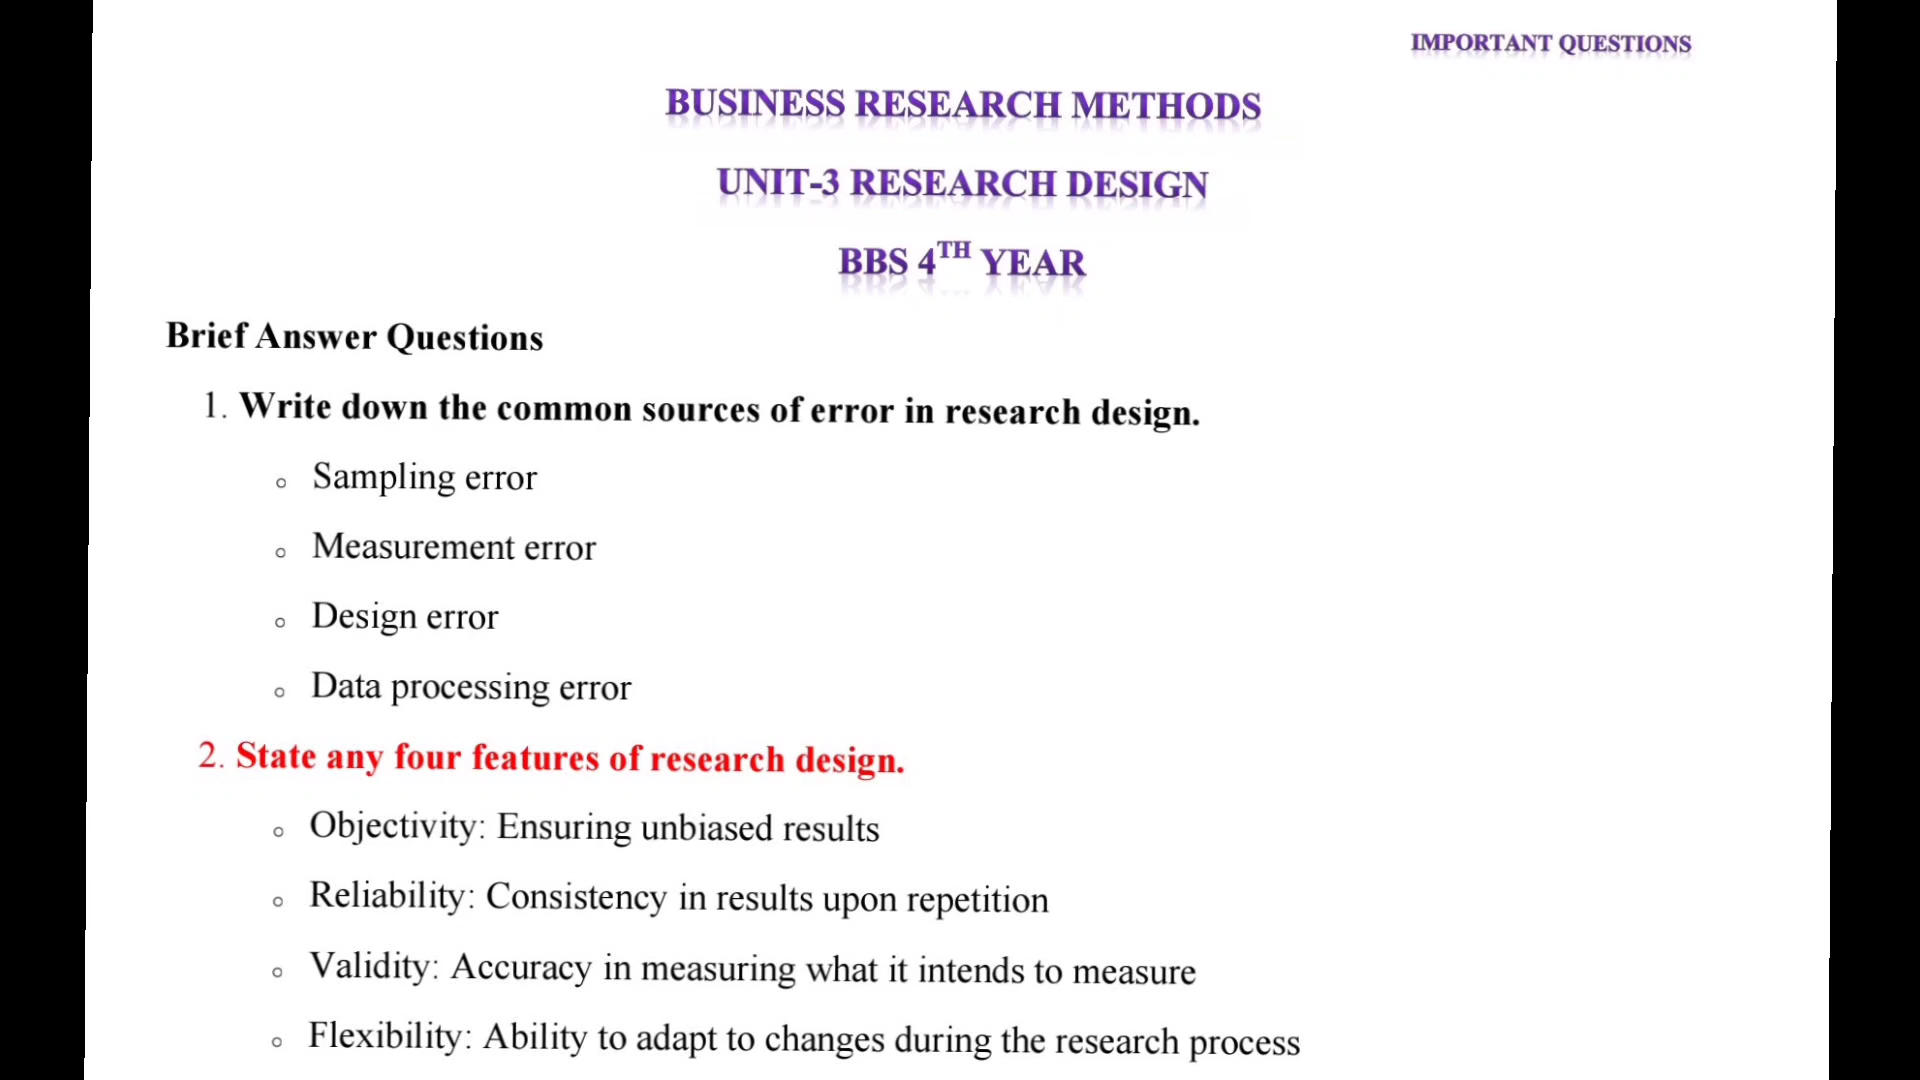 IMPORTANT QUESTIONS
BUSINESS RESEARCH METHODS
UNIT-3 RESEARCH DESIGN
BBS 4TH YEAR
Brief Answer Questions
1. Write down the common sources of error in research design.
○ Sampling error
○ Measurement error
○ Design error
○ Data processing error
2. State any four features of research design.
○ Objectivity: Ensuring unbiased results
○ Reliability: Consistency in results upon repetition
○ Validity: Accuracy in measuring what it intends to measure
○ Flexibility: Ability to adapt to changes during the research process